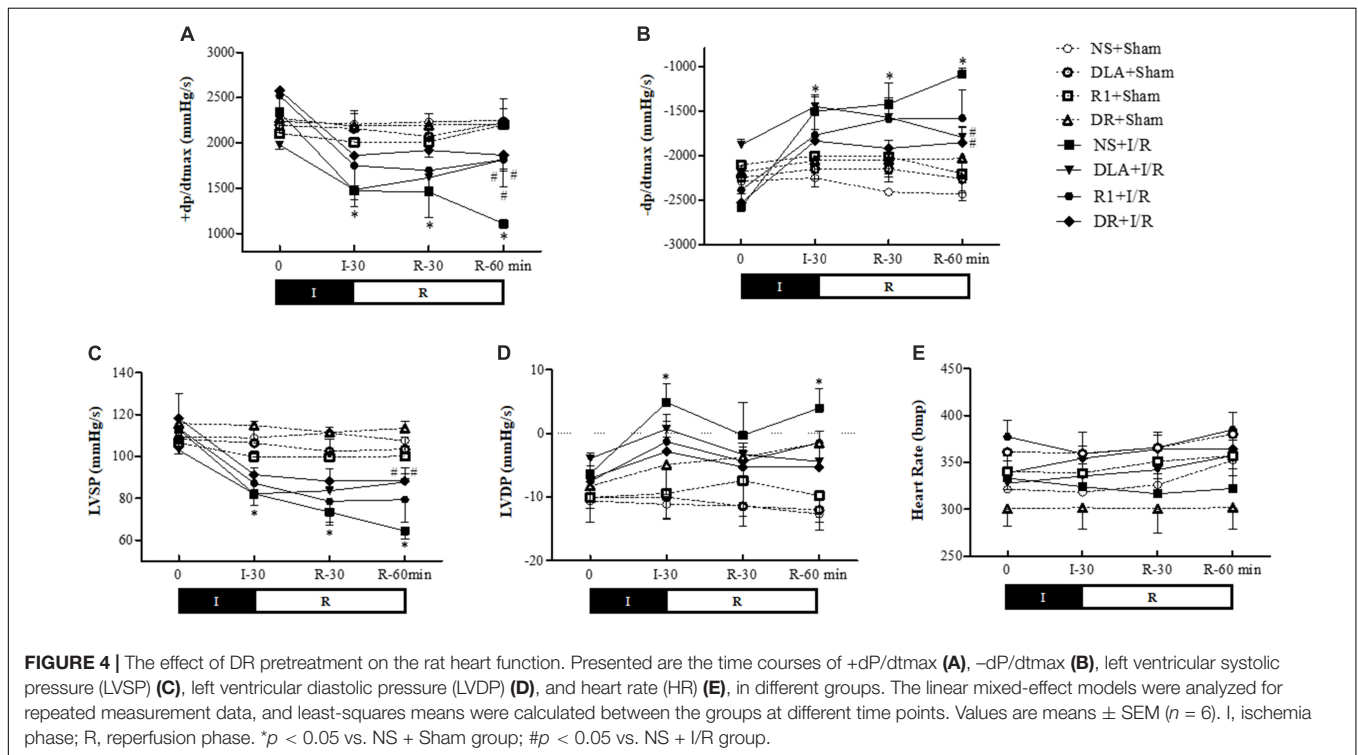 A
+dp/dtmax (mmHg/s)
3000
2500
2000
1500
1000
*
*
*
#
#
#
0 I-30 R-30 R-60 min
I R
B
-dp/dtmax (mmHg/s)
-1000
-1500
-2000
-2500
-3000
*
*
*
#
#
0 I-30 R-30 R-60 min
I R
NS+Sham
DLA+Sham
R1+Sham
DR+Sham
NS+I/R
DLA+I/R
R1+I/R
DR+I/R
C
LVSP (mmHg/s)
140
120
100
80
60
*
*
*
# #
0 I-30 R-30 R-60min
I R
D
LVDP (mmHg/s)
10
0
-10
-20
*
*
0 I-30 R-30 R-60 min
I R
E
Heart Rate (bmp)
450
400
350
300
250
0 I-30 R-30 R-60 min
I R
FIGURE 4 | The effect of DR pretreatment on the rat heart function. Presented are the time courses of +dP/dtmax (A), –dP/dtmax (B), left ventricular systolic
pressure (LVSP) (C), left ventricular diastolic pressure (LVDP) (D), and heart rate (HR) (E), in different groups. The linear mixed-effect models were analyzed for
repeated measurement data, and least-squares means were calculated between the groups at different time points. Values are means ± SEM (n = 6). I, ischemia
phase; R, reperfusion phase. *p < 0.05 vs. NS + Sham group; #p < 0.05 vs. NS + I/R group.